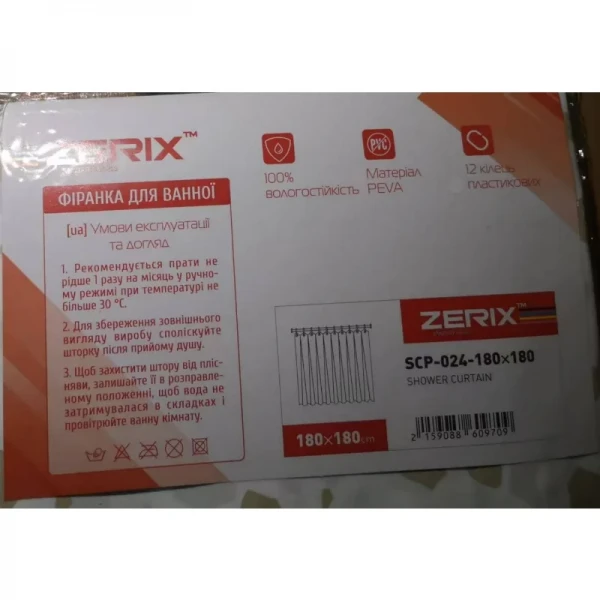 ZERIX™
ФІРАНКА ДЛЯ ВАННОЇ
[ua] Умови експлуатації
та догляд
1. Рекомендується прати не
рідше 1 разу на місяць у ручно-
му режимі при температурі не
більше 30 °С.
2. Для збереження зовнішнього
вигляду виробу споліскуйте
шторку після прийому душу.
3. Щоб захистити штору від пліс-
няви, залишайте її в розправле-
ному положенні, щоб вода не
затримувалася в складках і
провітрюйте ванну кімнату.
100%
вологостійкість
PVC
Матеріал
PEVA
12 кілець
пластикових
ZERIX™
SCP-024-180×180
SHOWER CURTAIN
180×180cm
2 159088 609709